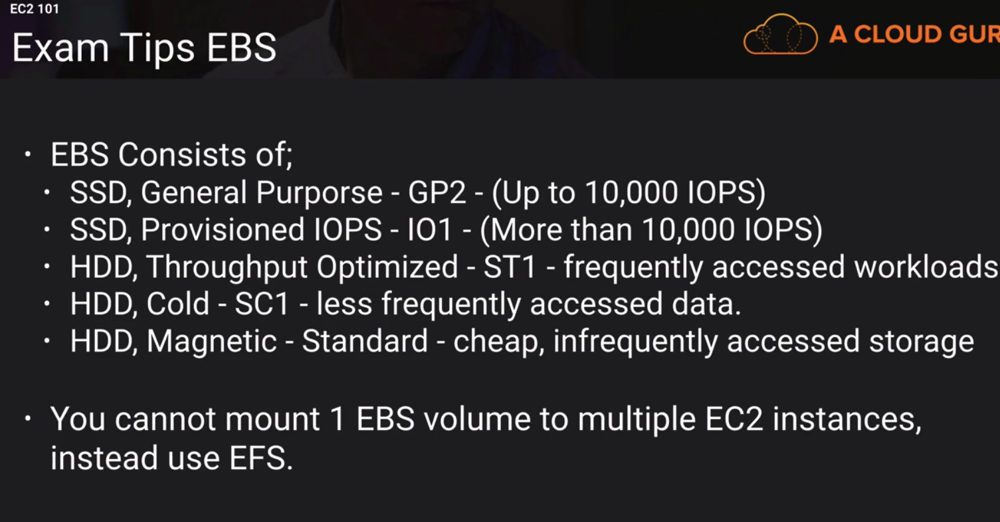 EC2 101
Exam Tips EBS
A CLOUD GUR
• EBS Consists of;
• SSD, General Purporse - GP2 - (Up to 10,000 IOPS)
• SSD, Provisioned IOPS - IO1 - (More than 10,000 IOPS)
• HDD, Throughput Optimized - ST1 - frequently accessed workloads
• HDD, Cold - SC1 - less frequently accessed data.
• HDD, Magnetic - Standard - cheap, infrequently accessed storage
• You cannot mount 1 EBS volume to multiple EC2 instances,
instead use EFS.